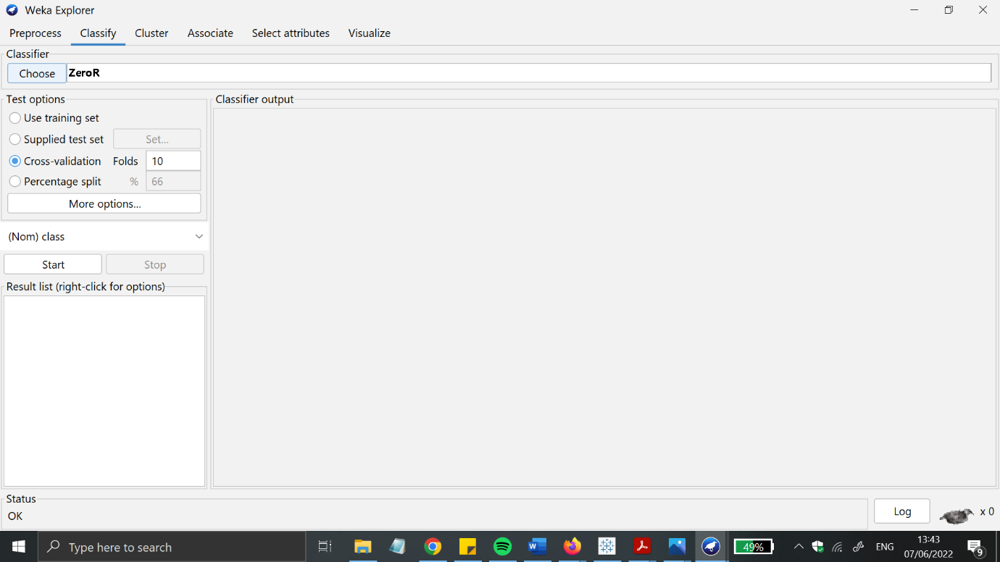 Weka Explorer
Preprocess Classify Cluster Associate Select attributes Visualize
Classifier
Choose ZeroR
Test options
Use training set
Supplied test set Set...
Cross-validation Folds 10
Percentage split % 66
More options...
(Nom) class
Start Stop
Result list (right-click for options)
Classifier output
Status
OK
Log x 0
Type here to search
49%
ENG
13:43
07/06/2022
9